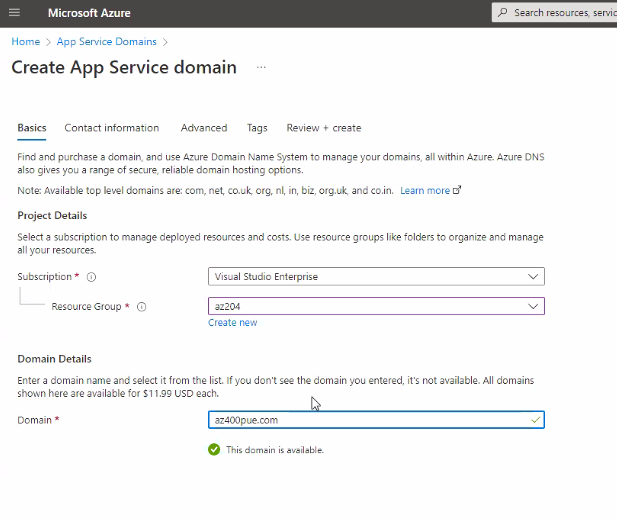 Microsoft Azure
Search resources, servic
Home > App Service Domains >
Create App Service domain ...
Basics Contact information Advanced Tags Review + create
Find and purchase a domain, and use Azure Domain Name System to manage your domains, all within Azure. Azure DNS
also gives you a range of secure, reliable domain hosting options.
Note: Available top level domains are: com, net, co.uk, org, nl, in, biz, org.uk, and co.in. Learn more
Project Details
Select a subscription to manage deployed resources and costs. Use resource groups like folders to organize and manage
all your resources.
Subscription * Visual Studio Enterprise
Resource Group * az204
Create new
Domain Details
Enter a domain name and select it from the list. If you don't see the domain you entered, it's not available. All domains
shown here are available for $11.99 USD each.
Domain * az400pue.com
This domain is available.